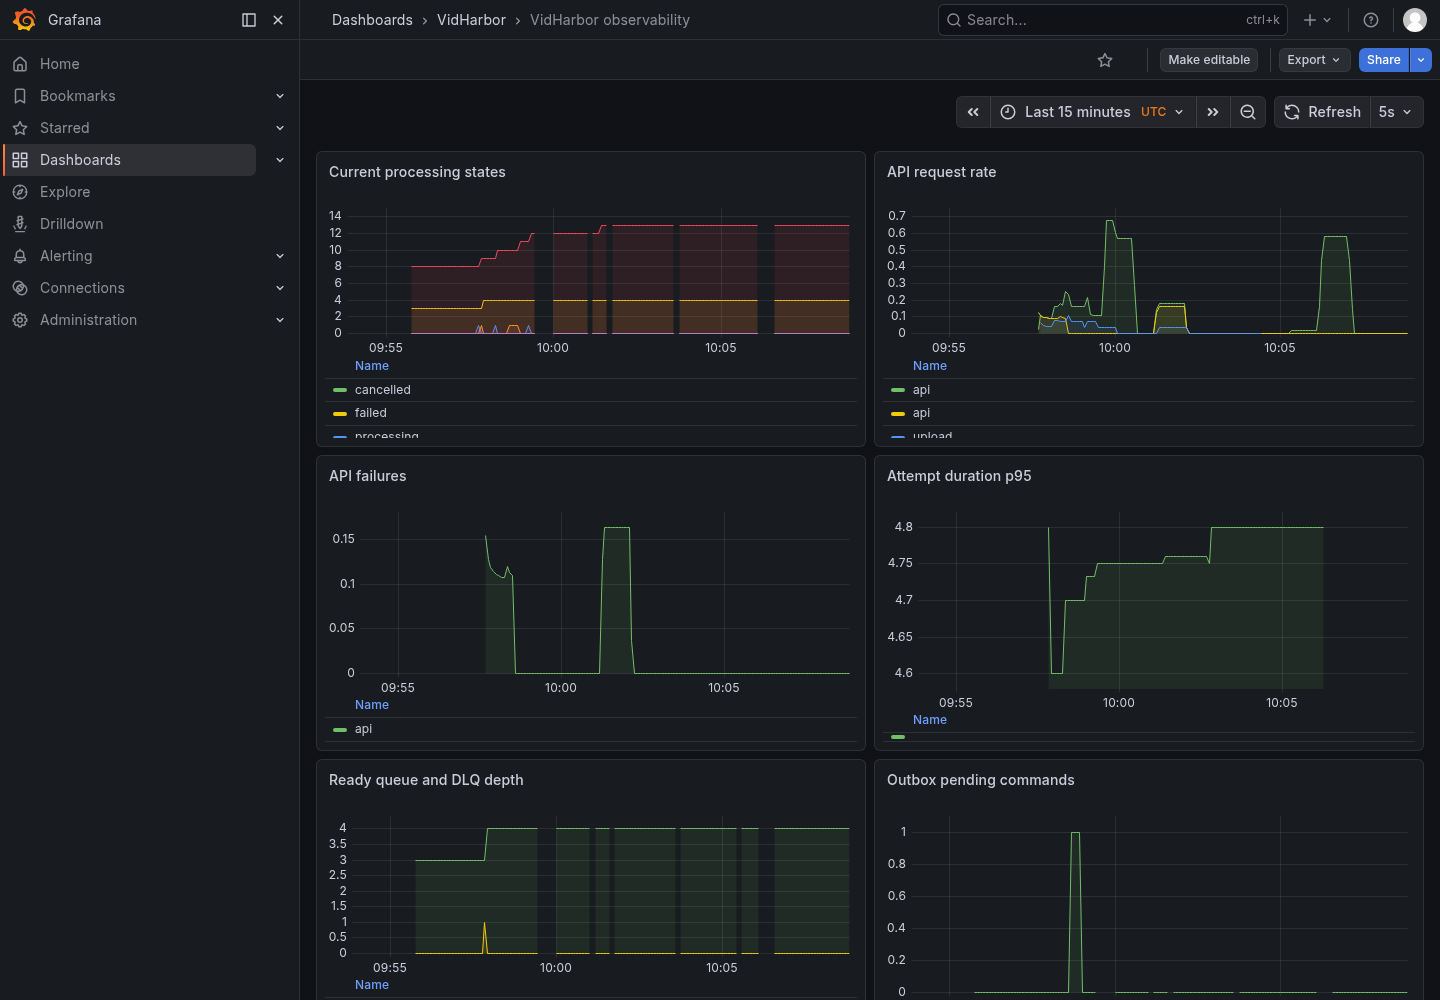 Grafana
Dashboards › VidHarbor › VidHarbor observability
Search...
ctrl+k
Home
Bookmarks
Starred
Dashboards
Explore
Drilldown
Alerting
Connections
Administration
Make editable
Export
Share
Last 15 minutes UTC
Refresh
5s
Current processing states
14
12
10
8
6
4
2
0
09:55
10:00
10:05
Name
cancelled
failed
processing
API request rate
0.7
0.6
0.5
0.4
0.3
0.2
0.1
0
09:55
10:00
10:05
Name
api
api
upload
API failures
0.15
0.1
0.05
0
09:55
10:00
10:05
Name
api
Attempt duration p95
4.8
4.75
4.7
4.65
4.6
09:55
10:00
10:05
Name
Ready queue and DLQ depth
4
3.5
3
2.5
2
1.5
1
0.5
0
09:55
10:00
10:05
Name
Outbox pending commands
1
0.8
0.6
0.4
0.2
0